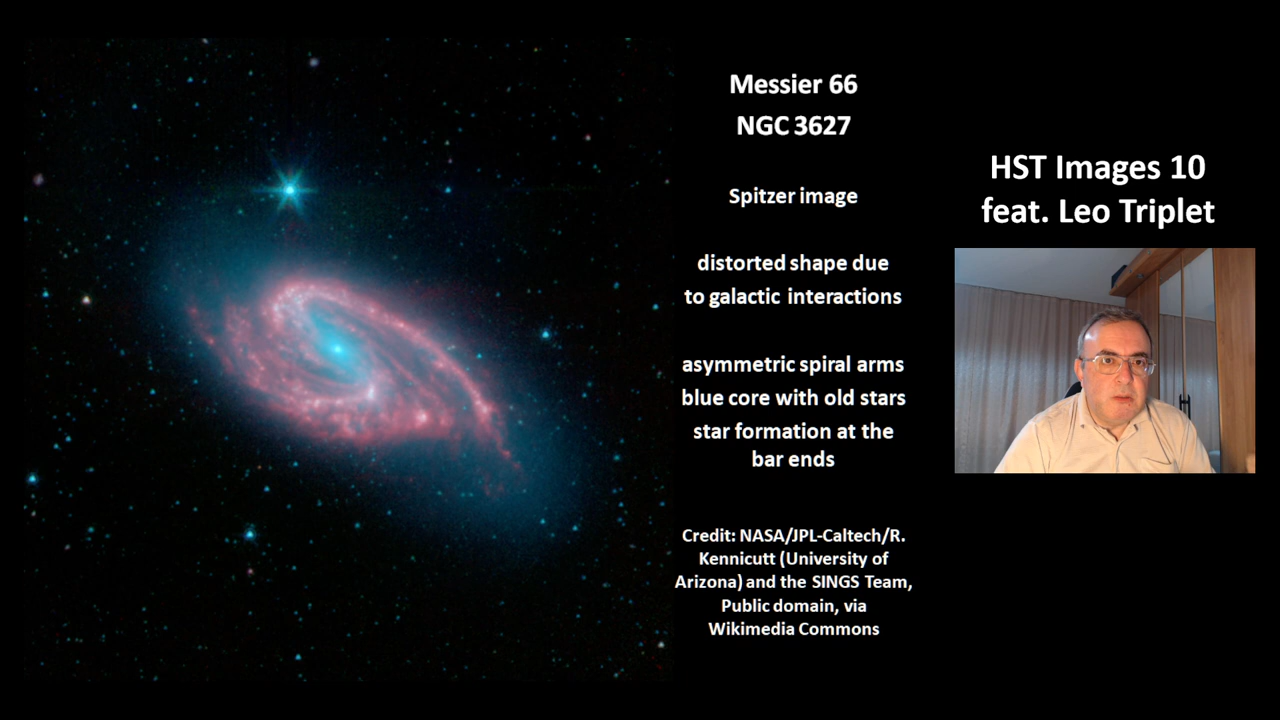 Messier 66
NGC 3627
Spitzer image
distorted shape due
to galactic interactions
asymmetric spiral arms
blue core with old stars
star formation at the
bar ends
Credit: NASA/JPL-Caltech/R.
Kennicutt (University of
Arizona) and the SINGS Team,
Public domain, via
Wikimedia Commons
HST Images 10
feat. Leo Triplet